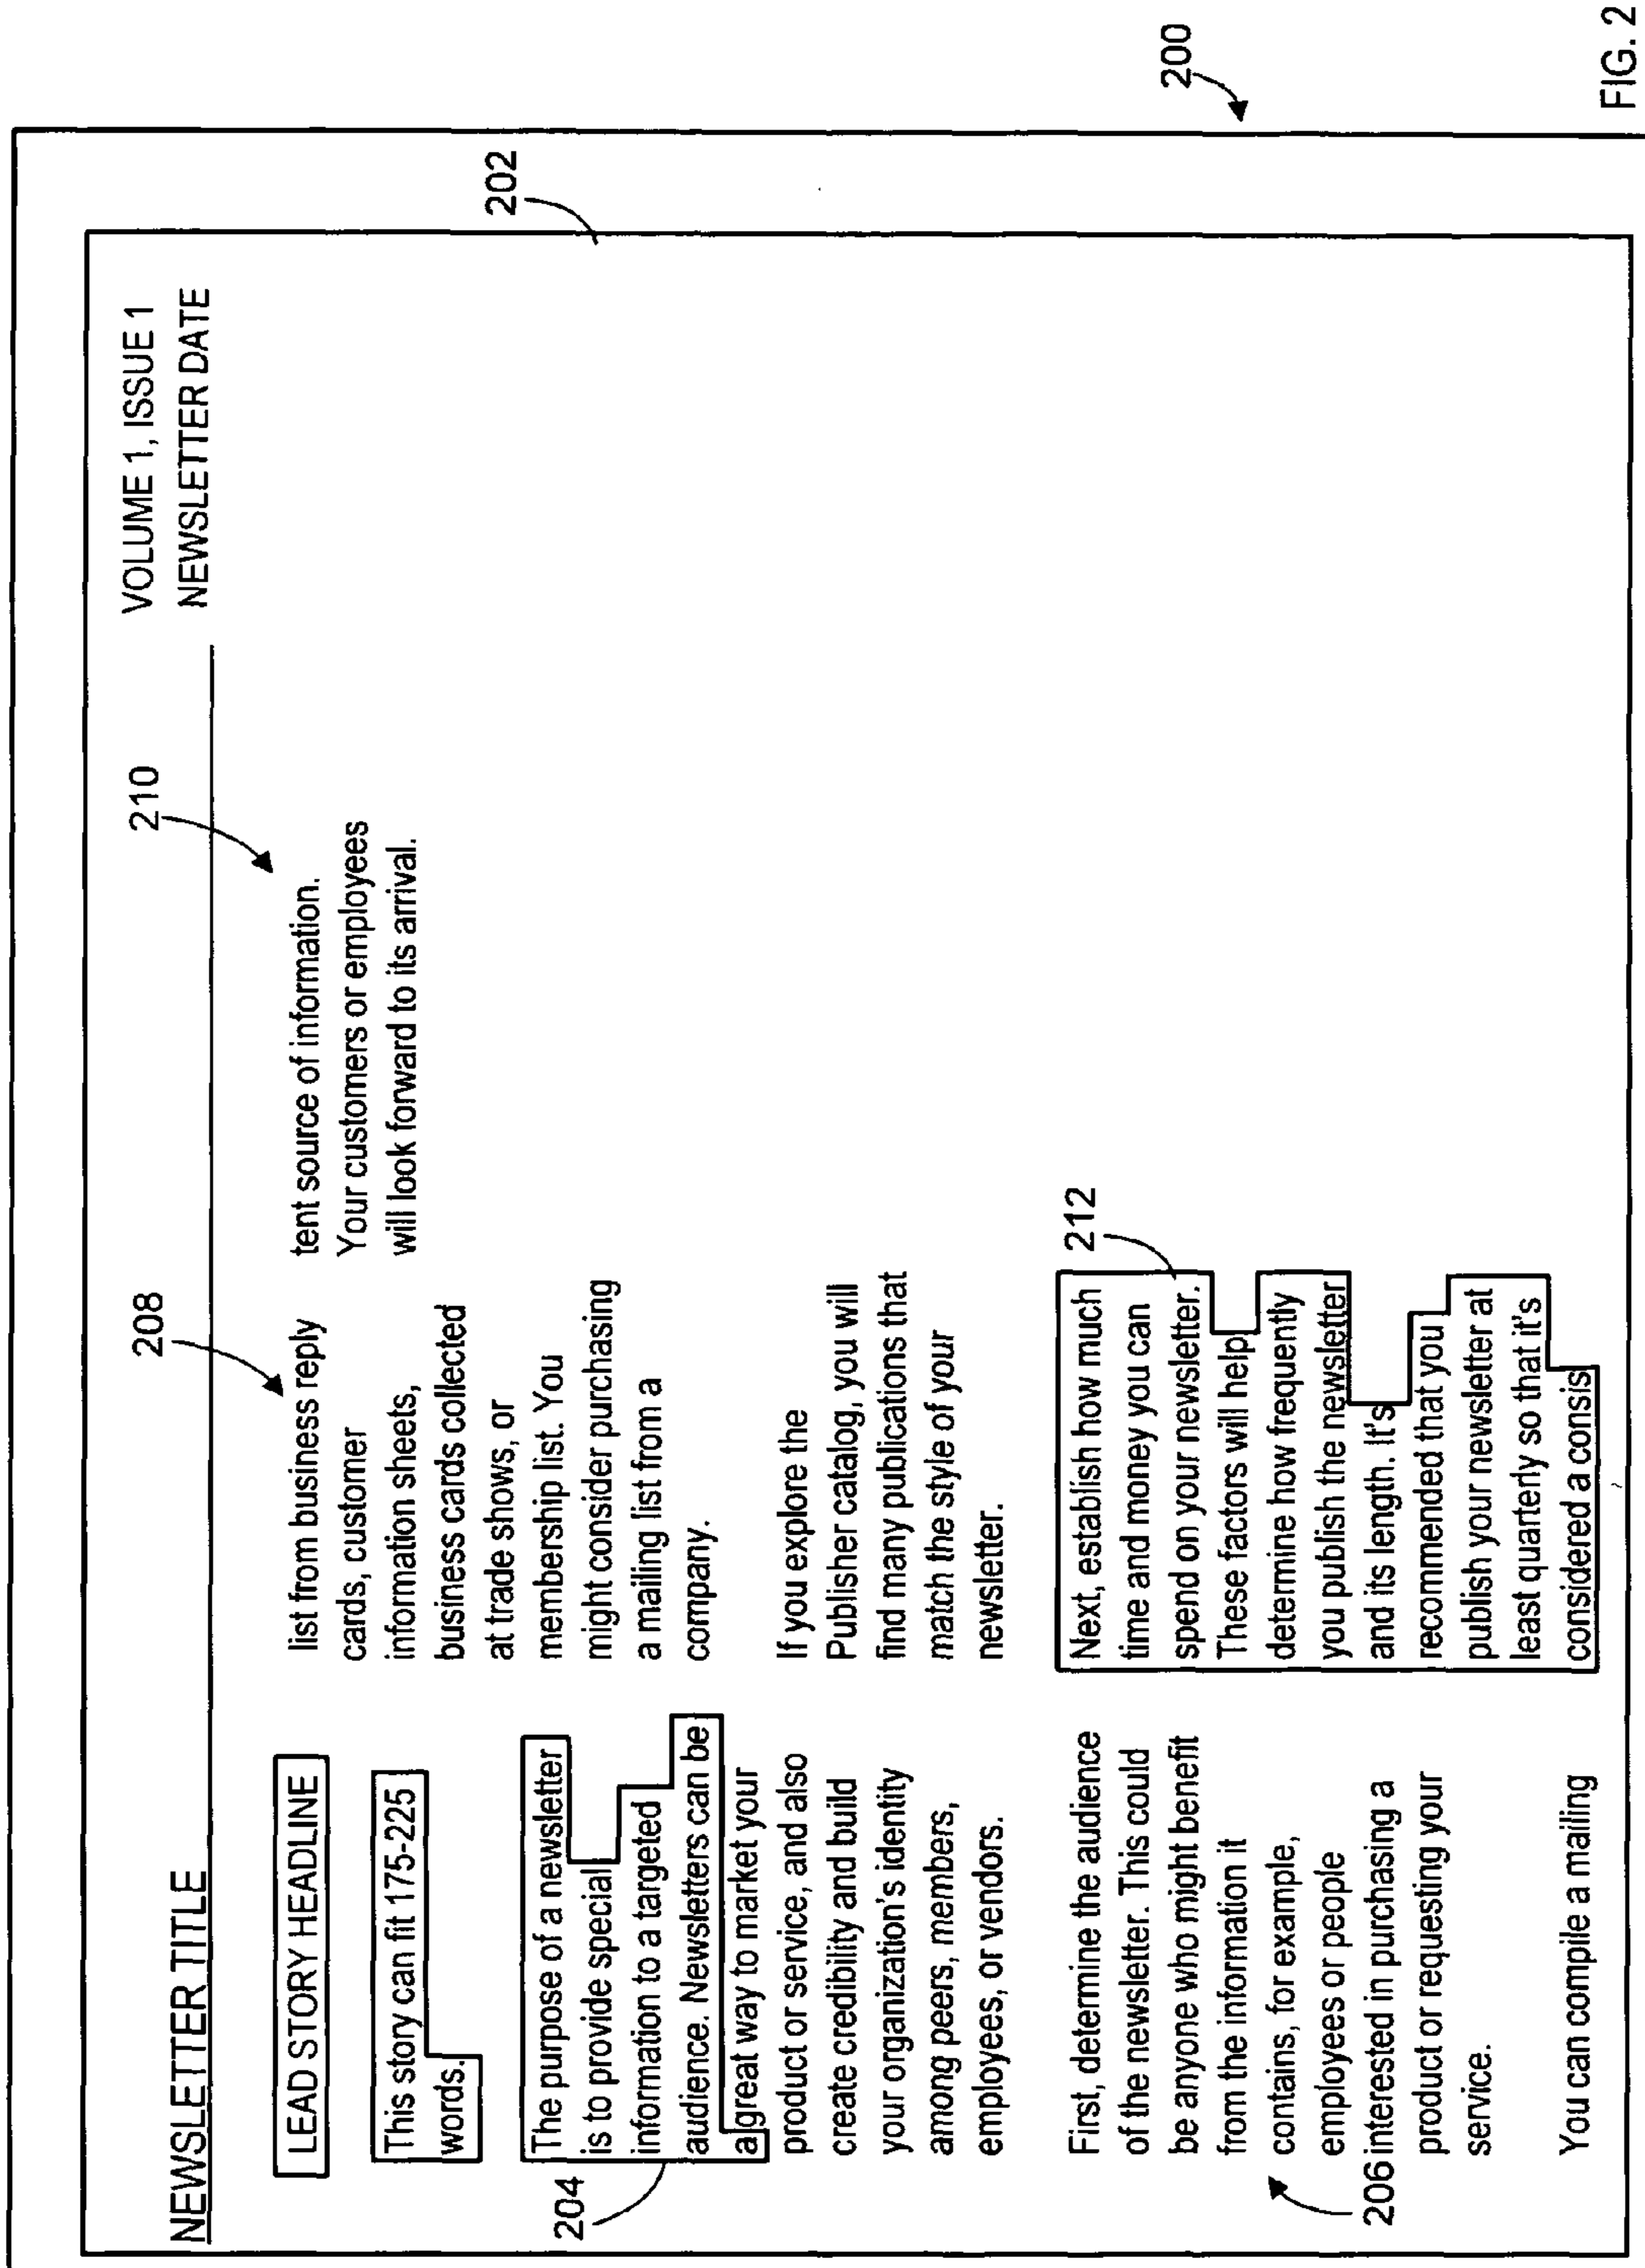 NEWSLETTER TITLE
VOLUME 1, ISSUE 1
NEWSLETTER DATE
208
210
202
LEAD STORY HEADLINE
This story can fit 175-225
words.
204
The purpose of a newsletter
is to provide special
information to a targeted
audience. Newsletters can be
a great way to market your
product or service, and also
create credibility and build
your organization's identity
among peers, members,
employees, or vendors.
First, determine the audience
of the newsletter. This could
be anyone who might benefit
from the information it
contains, for example,
employees or people
206 interested in purchasing a
product or requesting your
service.
You can compile a mailing
list from business reply
cards, customer
information sheets,
business cards collected
at trade shows, or
membership list. You
might consider purchasing
a mailing list from a
company.
If you explore the
Publisher catalog, you will
find many publications that
match the style of your
newsletter.
212
Next, establish how much
time and money you can
spend on your newsletter.
These factors will help
determine how frequently
you publish the newsletter
and its length. It's
recommended that you
publish your newsletter at
least quarterly so that it's
considered a consis
tent source of information.
Your customers or employees
will look forward to its arrival.
200
FIG. 2